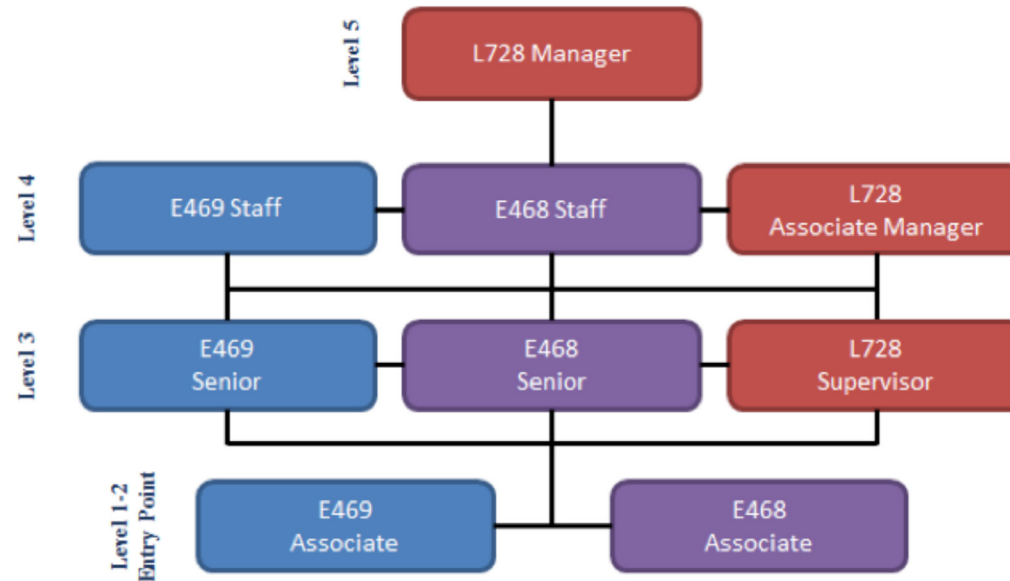 Level 5
L728 Manager
Level 4
E469 Staff
E468 Staff
L728
Associate Manager
Level 3
E469
Senior
E468
Senior
L728
Supervisor
Level 1-2
Entry Point
E469
Associate
E468
Associate